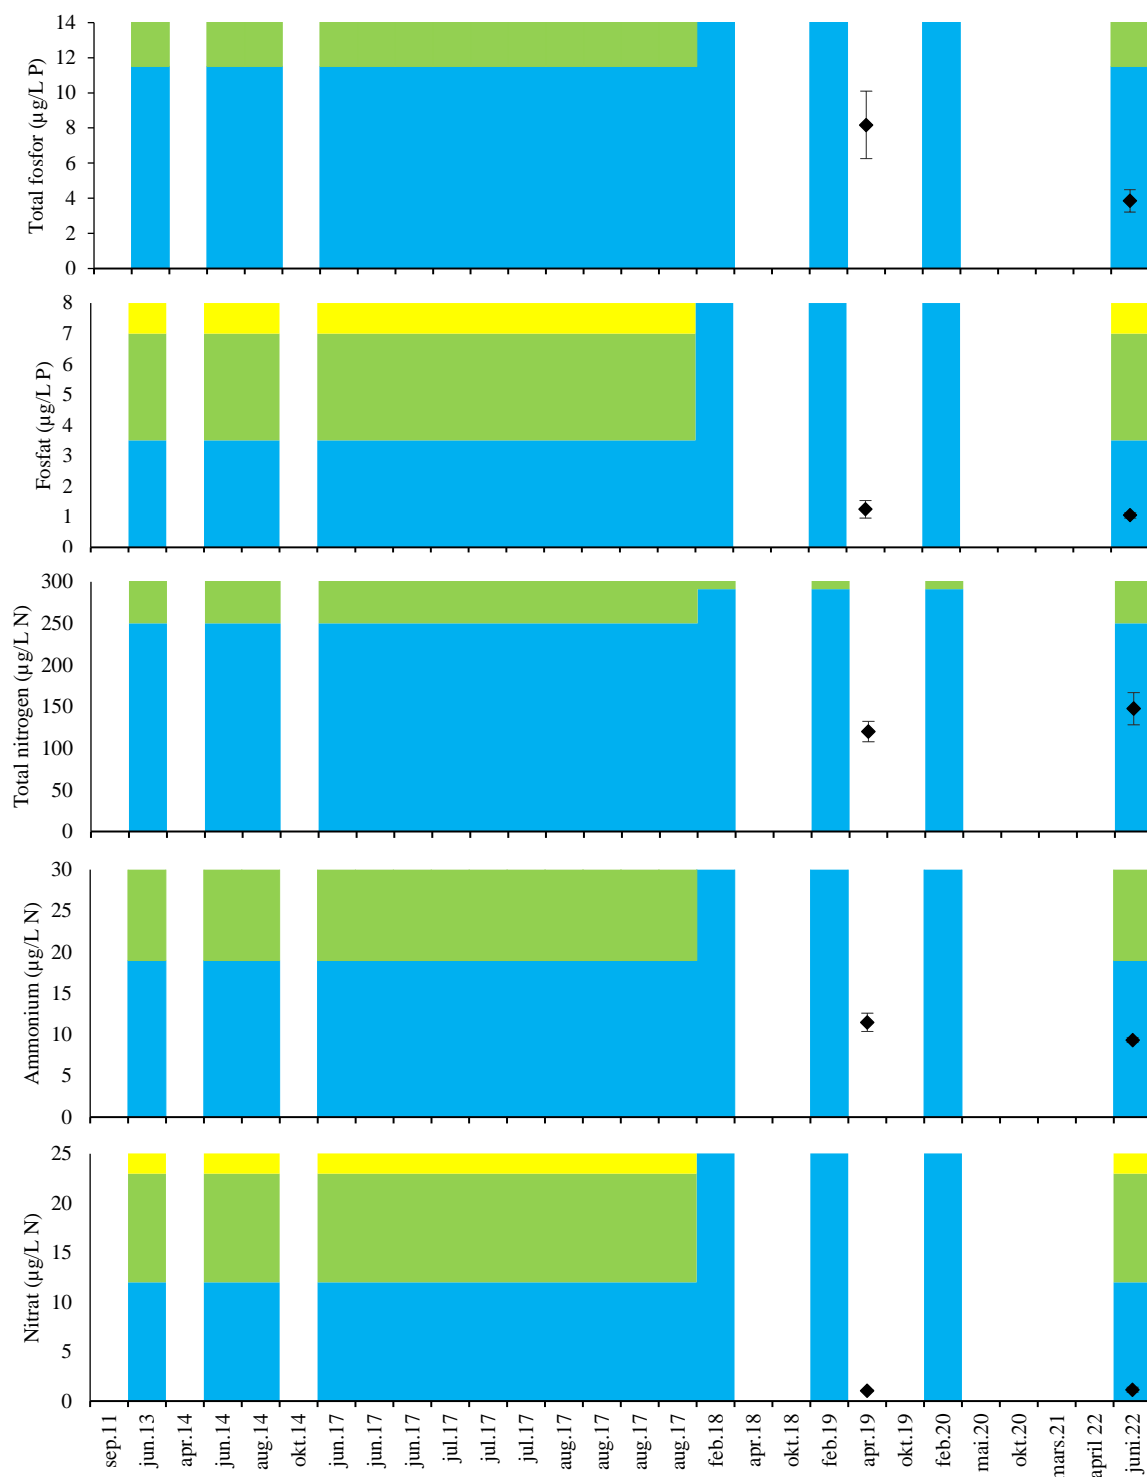 Total fosfor (µg/L P)
14
12
10
8
6
4
2
0
Fosfat (µg/L P)
8
7
6
5
4
3
2
1
0
Total nitrogen (µg/L N)
300
250
200
150
100
50
0
Ammonium (µg/L N)
30
25
20
15
10
5
0
Nitrat (µg/L N)
25
20
15
10
5
0
sep.11
jun.13
apr.14
jun.14
aug.14
okt.14
jun.17
jun.17
jun.17
jul.17
jul.17
jul.17
aug.17
aug.17
aug.17
aug.17
feb.18
apr.18
okt.18
feb.19
apr.19
okt.19
feb.20
mai.20
okt.20
mars.21
april 22
juni.22